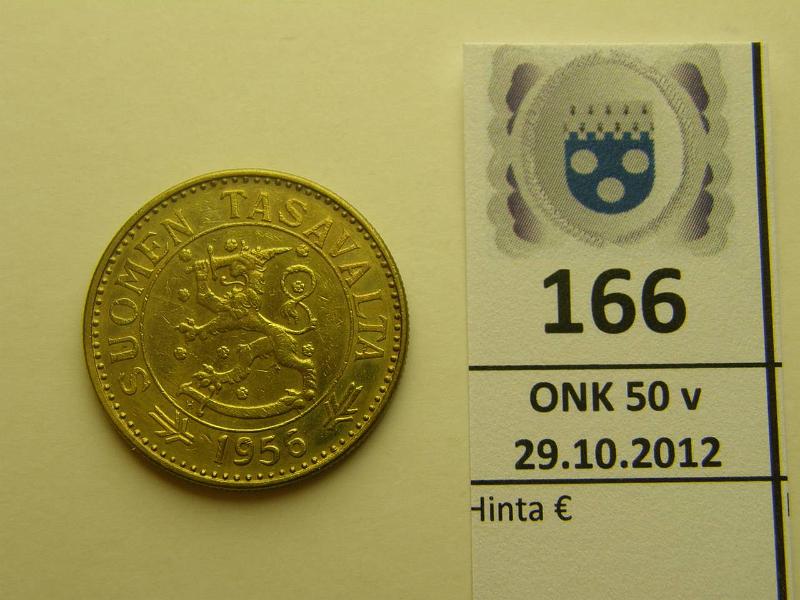 SUOMEN TASAVALTA
1956
166
ONK 50 v
29.10.2012
Hinta €